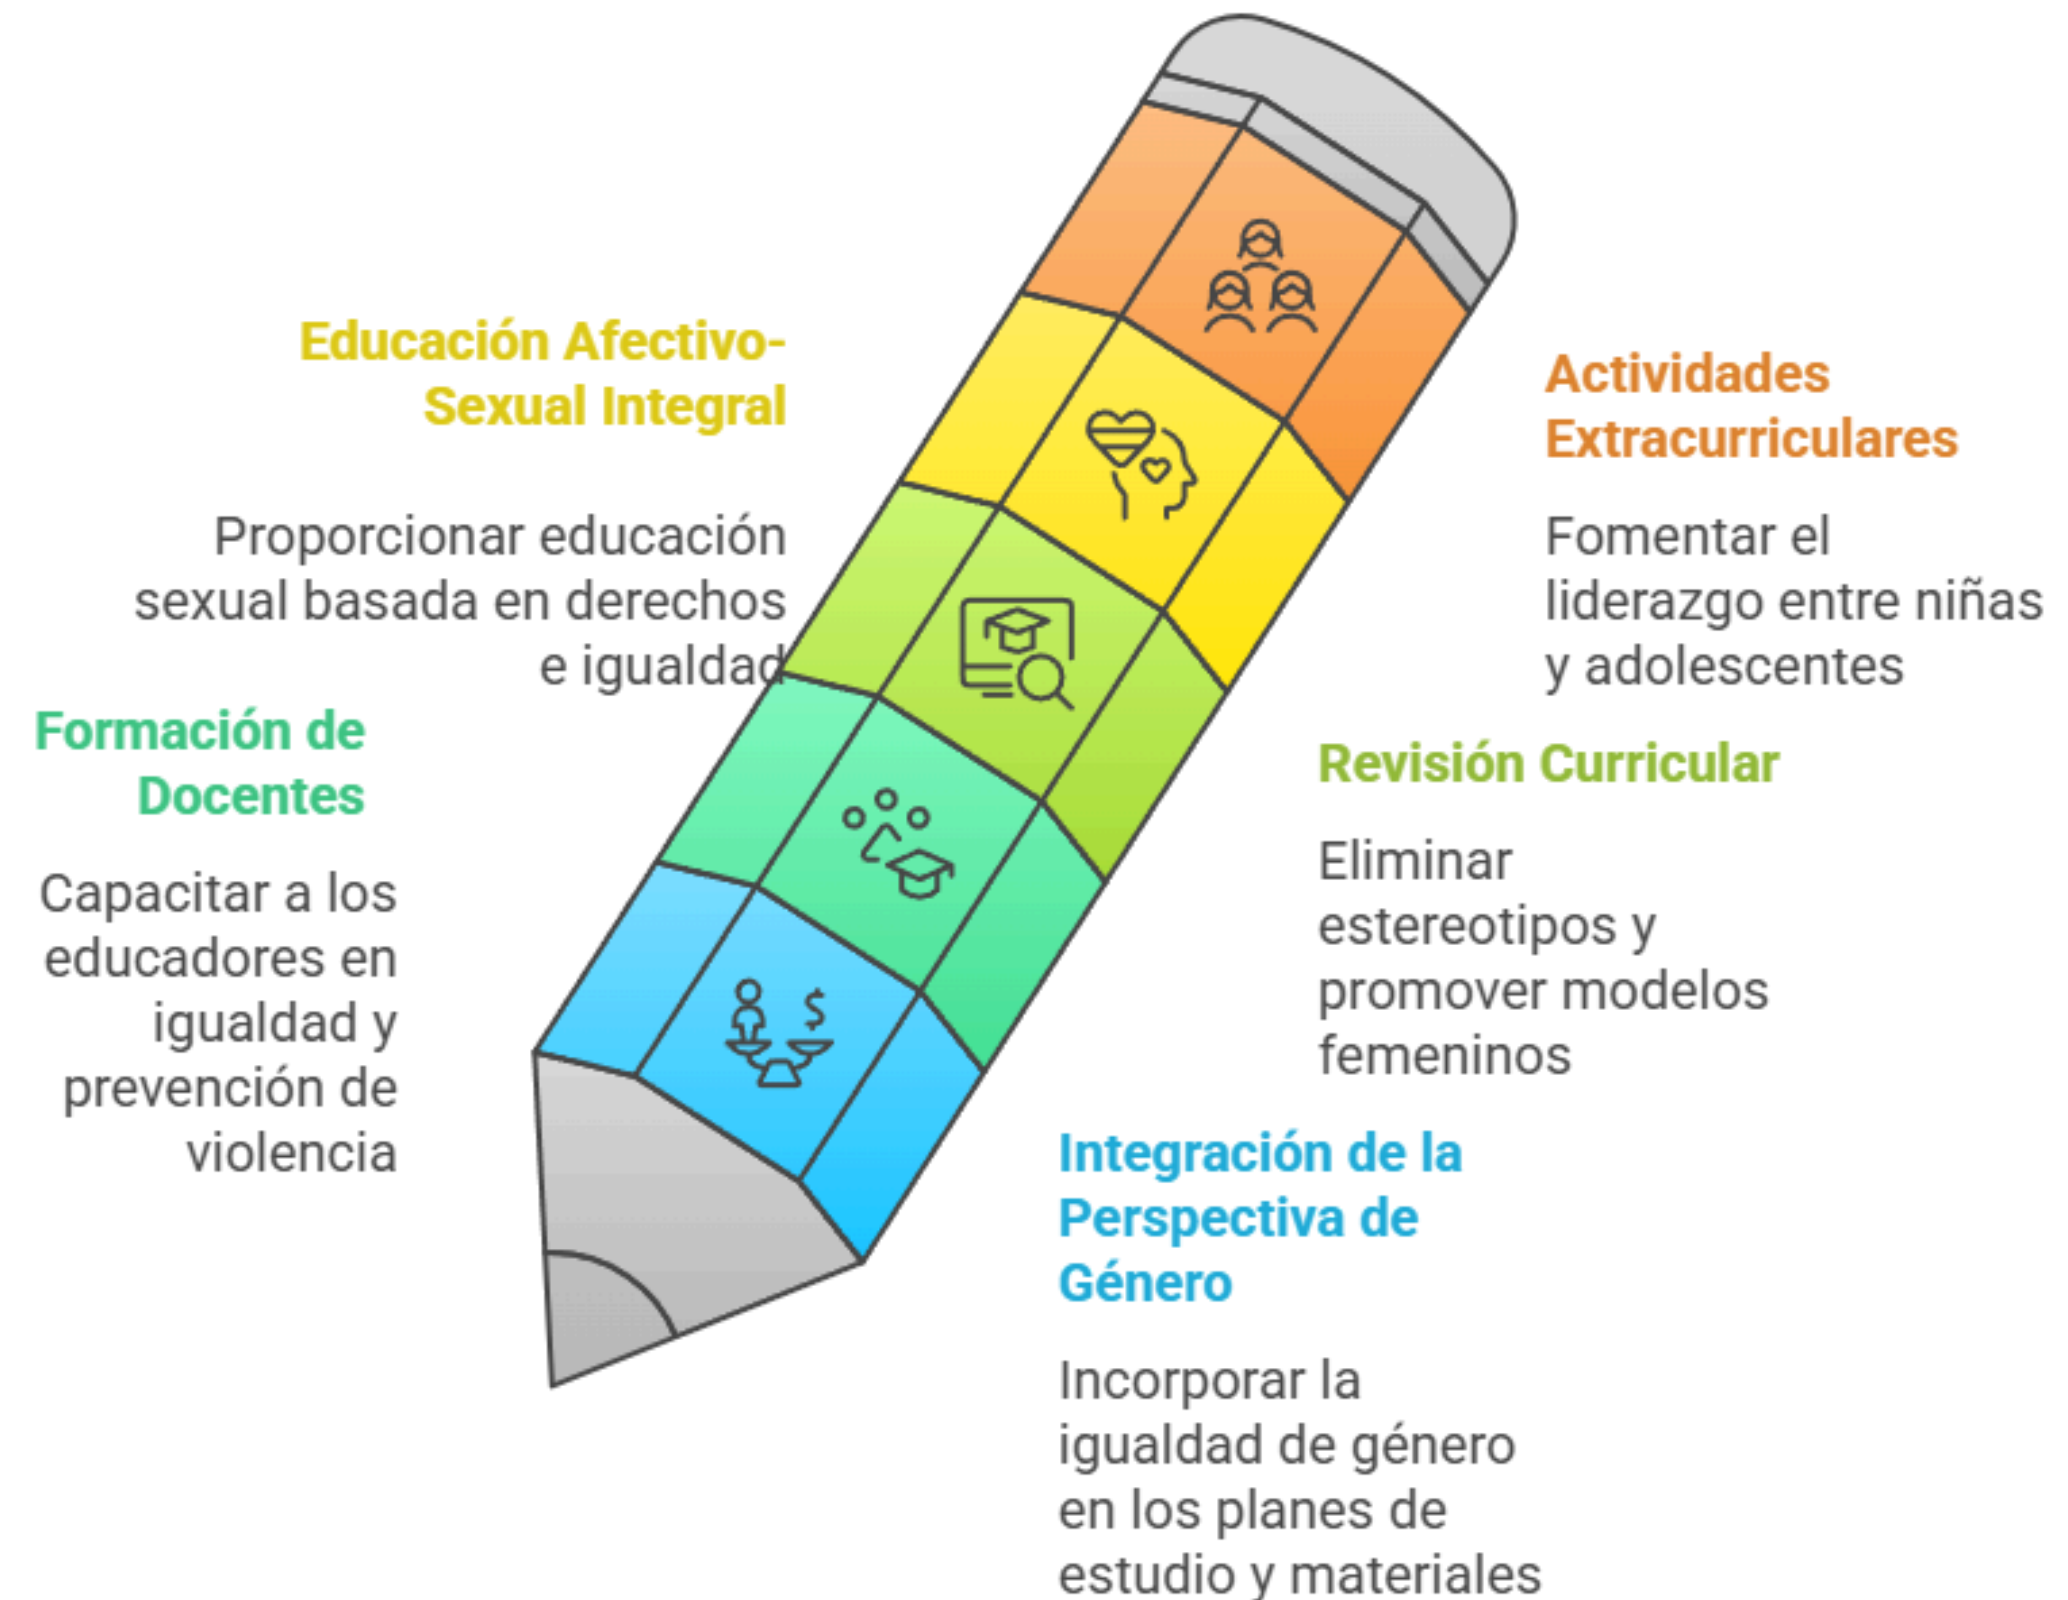 Educación Afectivo-
Sexual Integral
Proporcionar educación
sexual basada en derechos
e igualdad
Actividades
Extracurriculares
Fomentar el
liderazgo entre niñas
y adolescentes
Formación de
Docentes
Capacitar a los
educadores en
igualdad y
prevención de
violencia
Revisión Curricular
Eliminar
estereotipos y
promover modelos
femeninos
Integración de la
Perspectiva de
Género
Incorporar la
igualdad de género
en los planes de
estudio y materiales
$